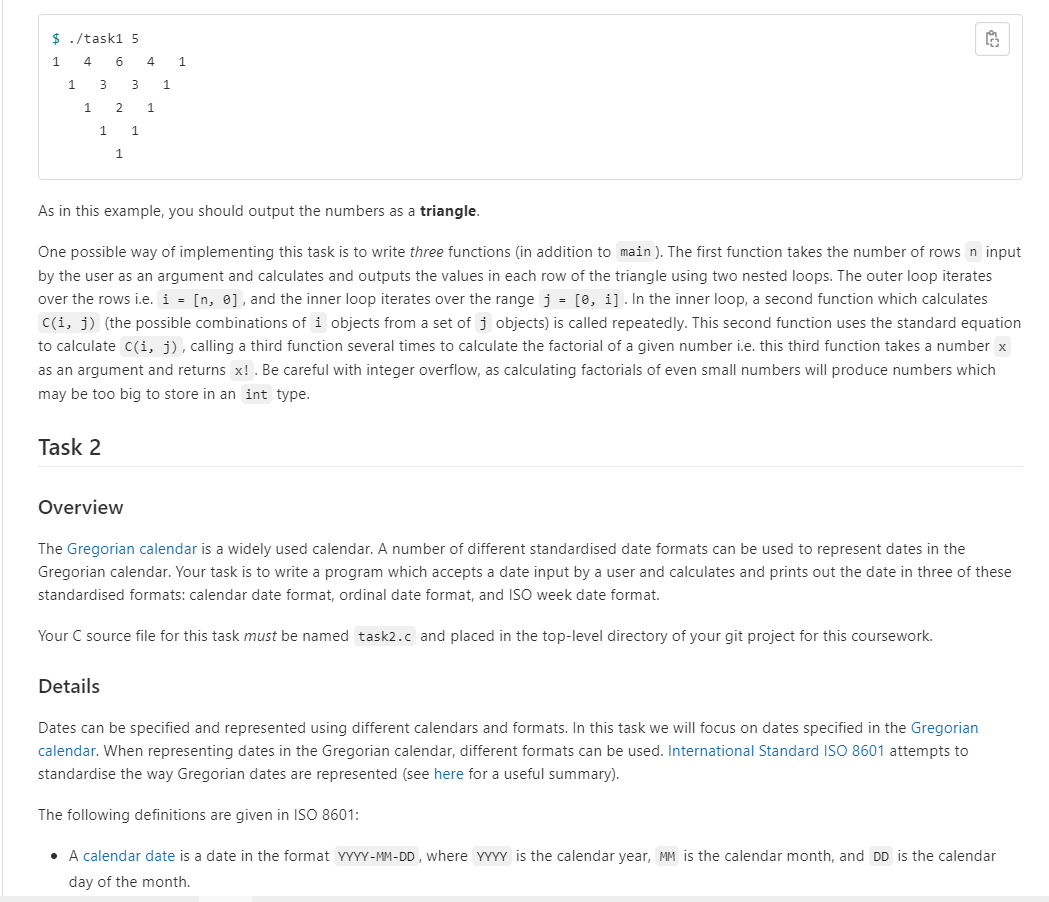 $ ./task1 5
1   4   6   4   1
  1   3   3   1
    1   2   1
      1   1
        1
As in this example, you should output the numbers as a triangle.
One possible way of implementing this task is to write three functions (in addition to main ). The first function takes the number of rows n input
by the user as an argument and calculates and outputs the values in each row of the triangle using two nested loops. The outer loop iterates
over the rows i.e. i = [n, 0] , and the inner loop iterates over the range j = [0, i] . In the inner loop, a second function which calculates
C(i, j) (the possible combinations of i objects from a set of j objects) is called repeatedly. This second function uses the standard equation
to calculate C(i, j) , calling a third function several times to calculate the factorial of a given number i.e. this third function takes a number x
as an argument and returns x! . Be careful with integer overflow, as calculating factorials of even small numbers will produce numbers which
may be too big to store in an int type.
Task 2
Overview
The Gregorian calendar is a widely used calendar. A number of different standardised date formats can be used to represent dates in the
Gregorian calendar. Your task is to write a program which accepts a date input by a user and calculates and prints out the date in three of these
standardised formats: calendar date format, ordinal date format, and ISO week date format.
Your C source file for this task must be named task2.c and placed in the top-level directory of your git project for this coursework.
Details
Dates can be specified and represented using different calendars and formats. In this task we will focus on dates specified in the Gregorian
calendar. When representing dates in the Gregorian calendar, different formats can be used. International Standard ISO 8601 attempts to
standardise the way Gregorian dates are represented (see here for a useful summary).
The following definitions are given in ISO 8601:
• A calendar date is a date in the format YYYY-MM-DD , where YYYY is the calendar year, MM is the calendar month, and DD is the calendar
day of the month.